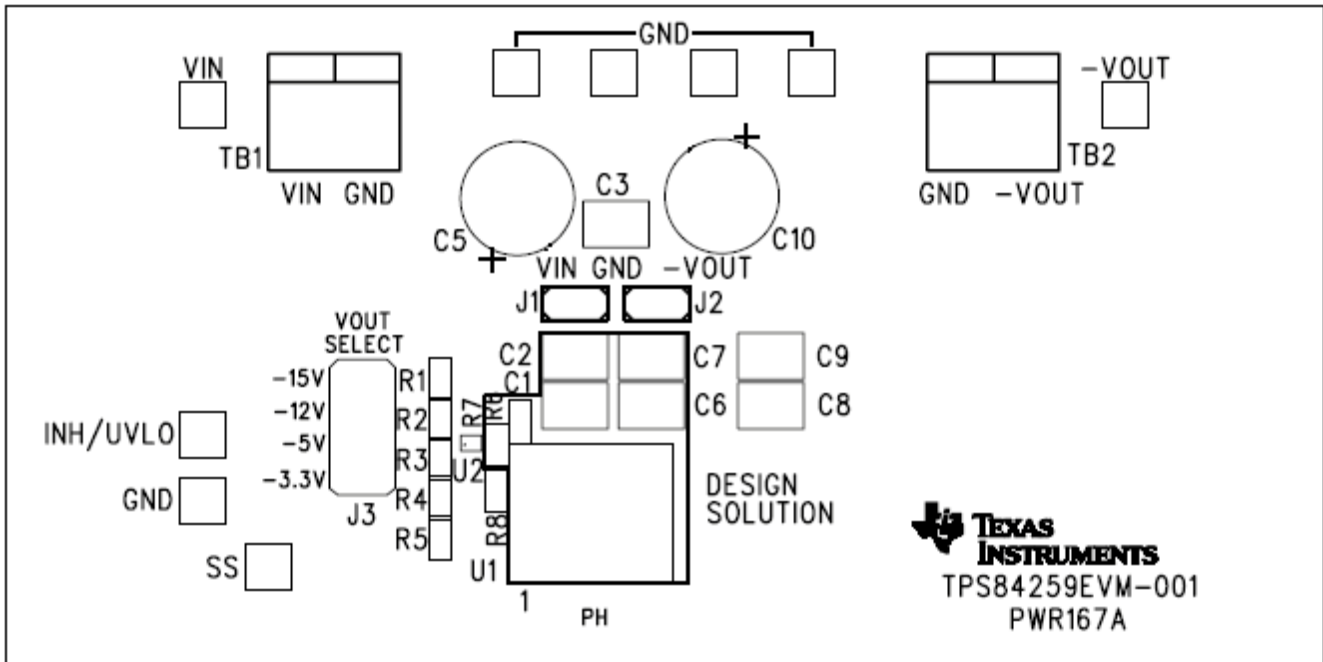 GND
VIN
-VOUT
TB1
TB2
VIN GND
GND -VOUT
C3
C5
C10
VIN GND -VOUT
J1
J2
VOUT
SELECT
-15V
-12V
-5V
-3.3V
J3
R1
R2
R3
R4
R5
C2
C1
C7
C9
C6
C8
R7
R6
U2
R8
U1
1
PH
INH/UVLO
GND
SS
DESIGN
SOLUTION
TEXAS
INSTRUMENTS
TPS84259EVM-001
PWR167A